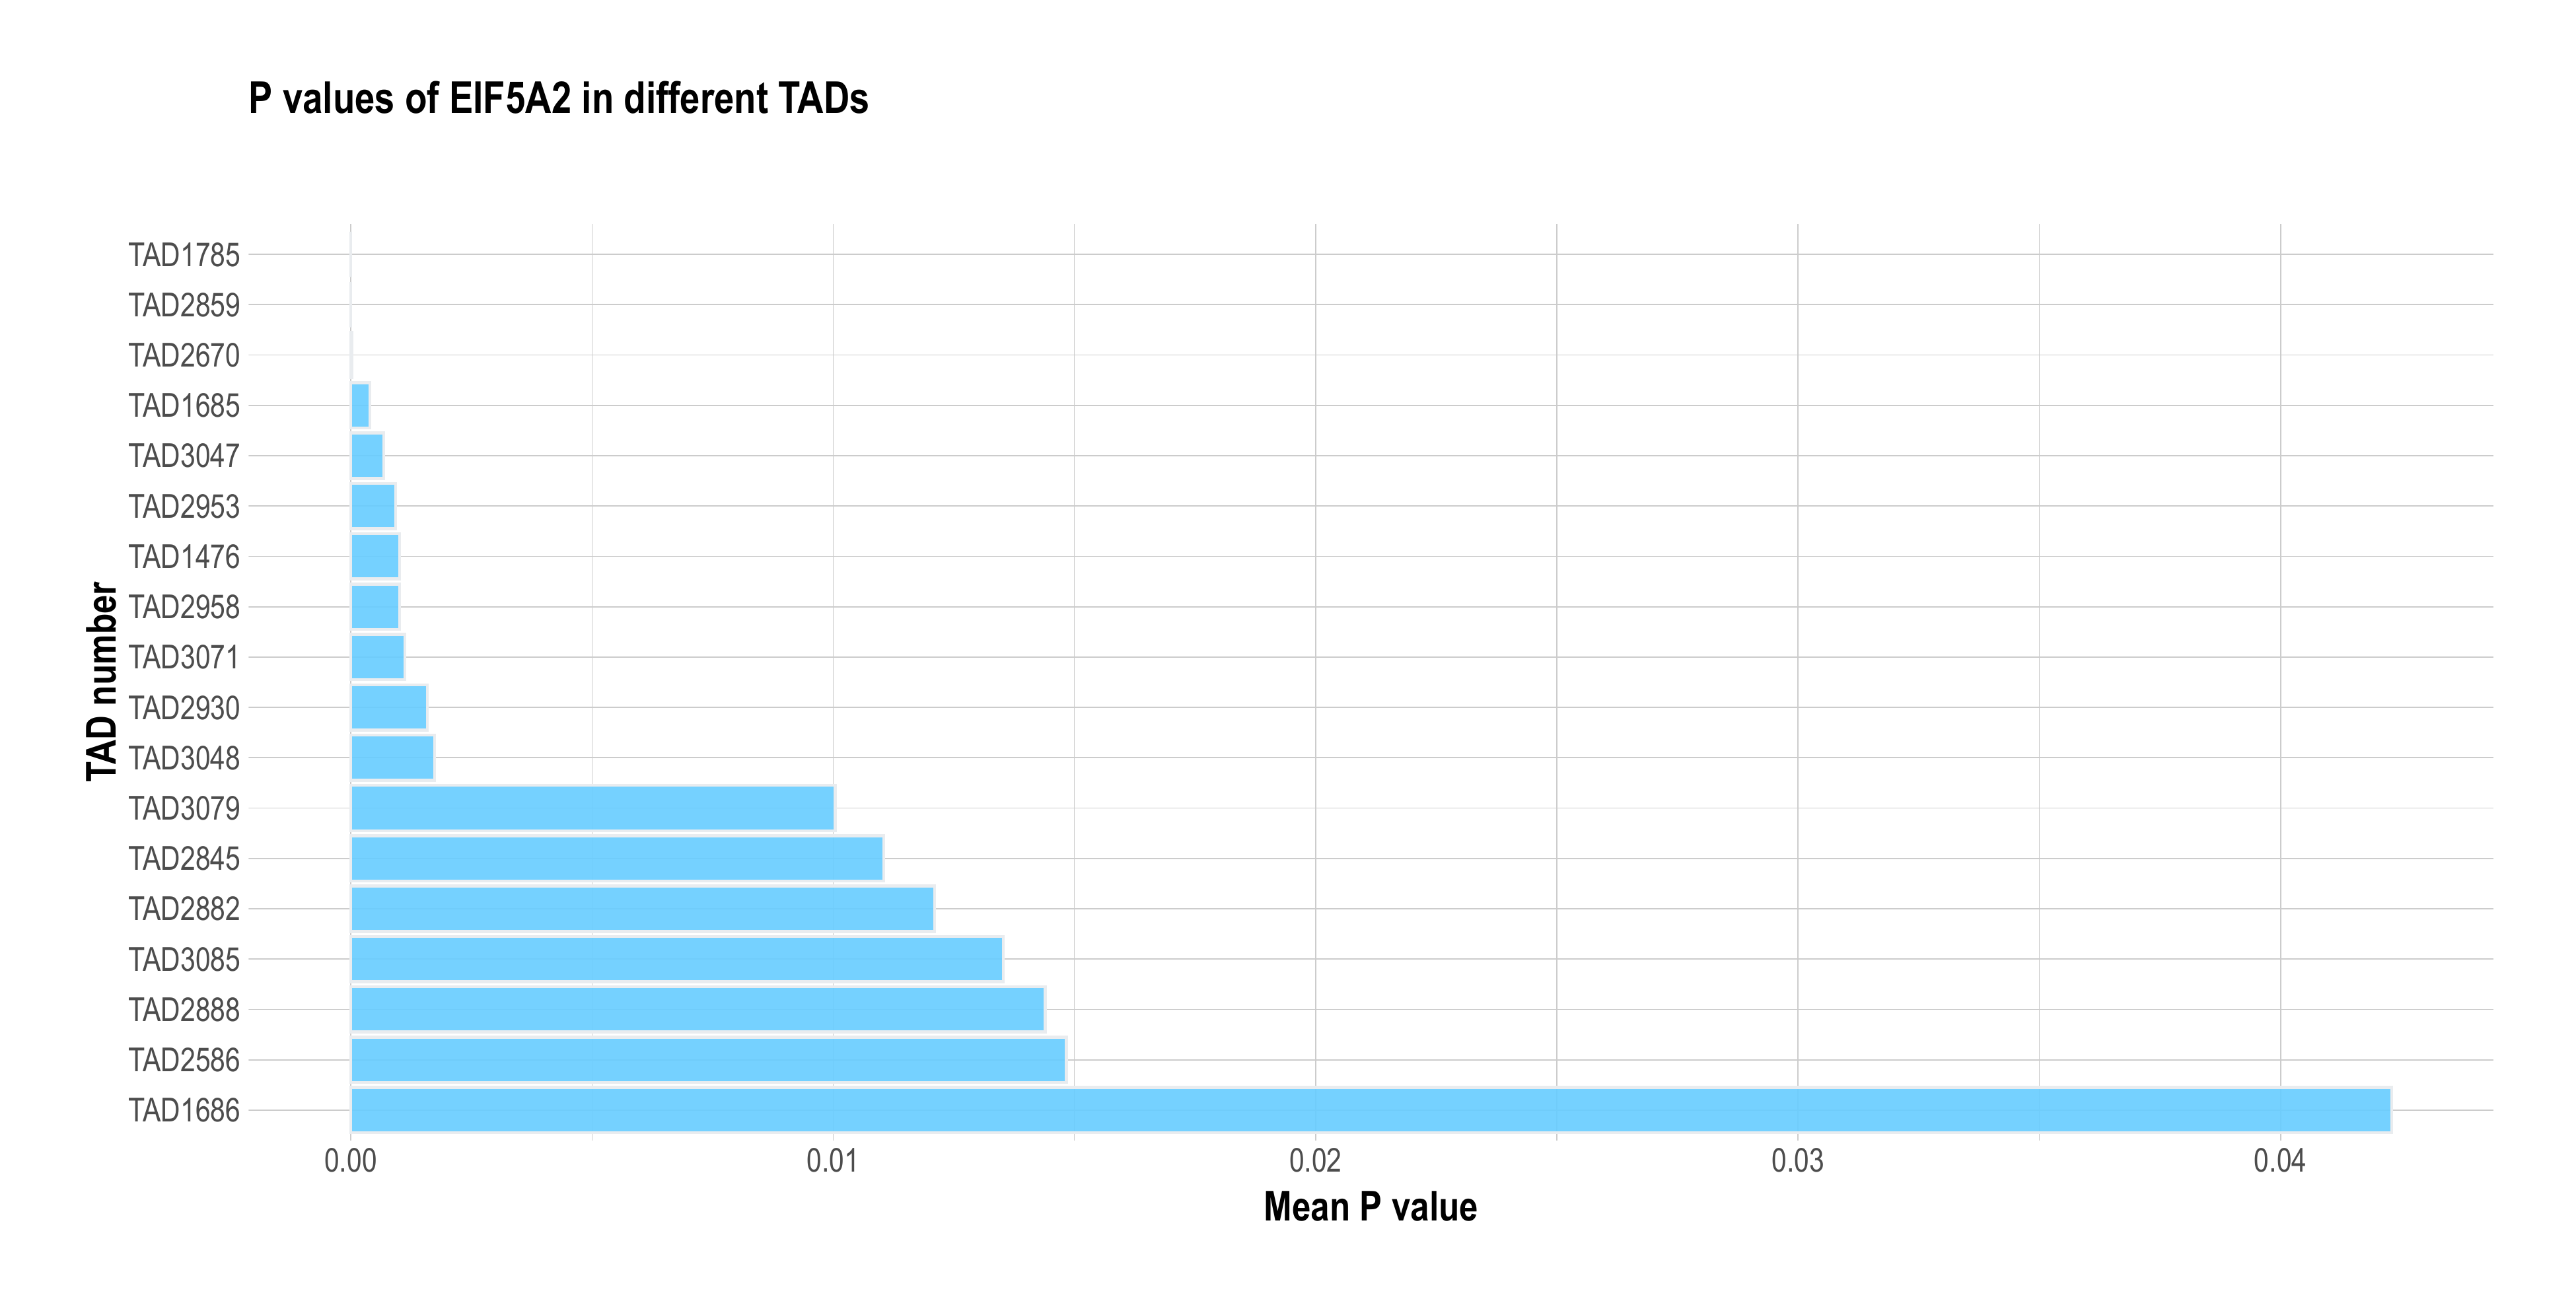 P values of EIF5A2 in different TADs
TAD number
TAD1785
TAD2859
TAD2670
TAD1685
TAD3047
TAD2953
TAD1476
TAD2958
TAD3071
TAD2930
TAD3048
TAD3079
TAD2845
TAD2882
TAD3085
TAD2888
TAD2586
TAD1686
0.00 0.01 0.02 0.03 0.04
Mean P value